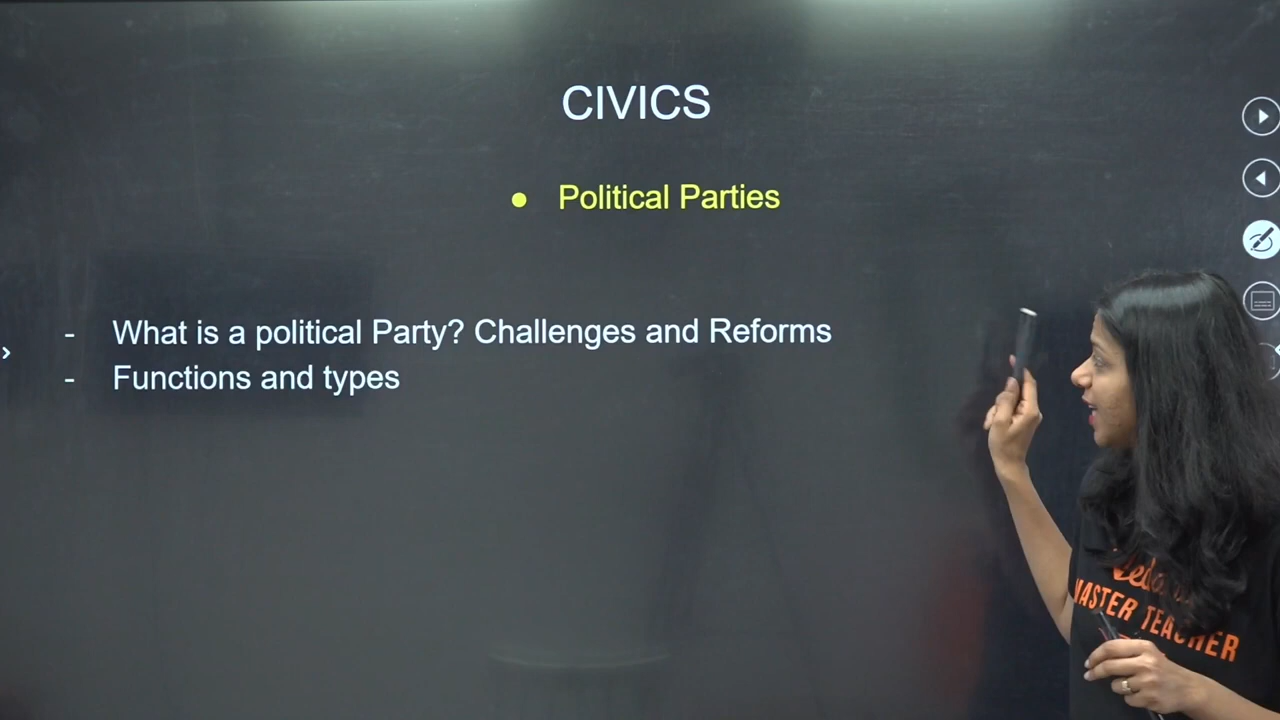 CIVICS
● Political Parties
- What is a political Party? Challenges and Reforms
- Functions and types
MASTER TEACHER